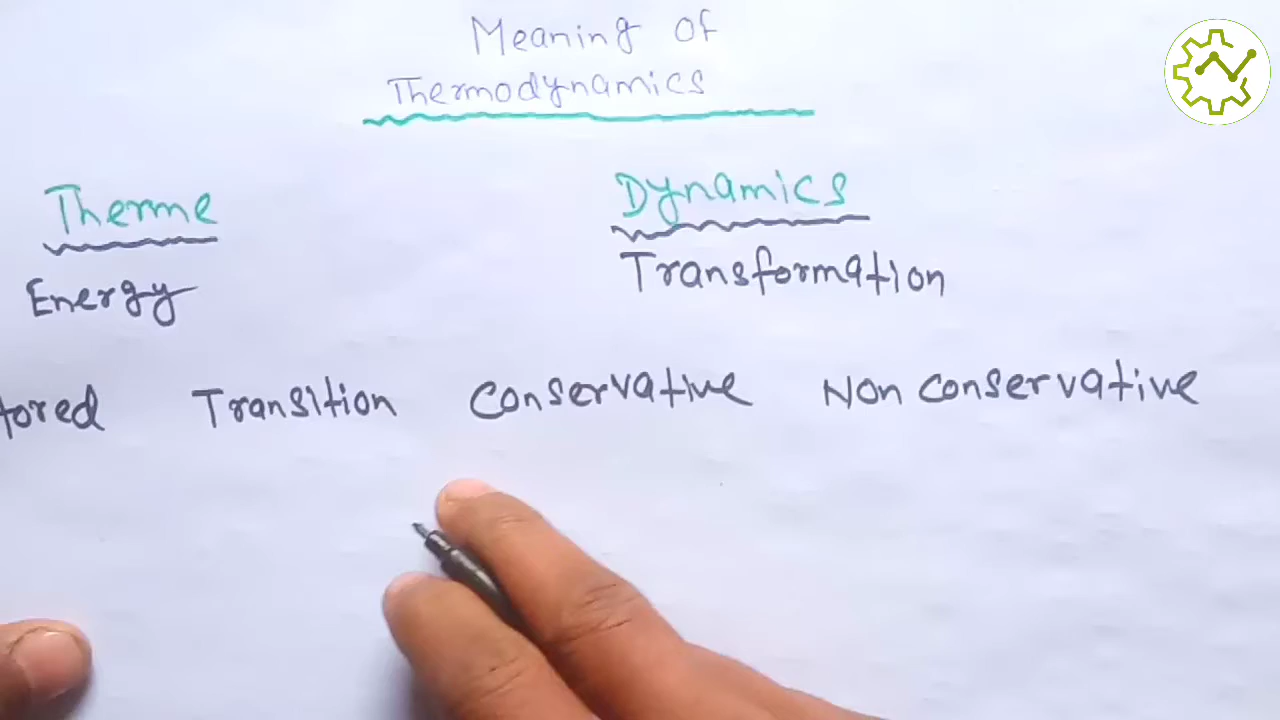 Meaning of
Thermodynamics
Therme Dynamics
Energy Transformation
tored Transition Conservative Non conservative